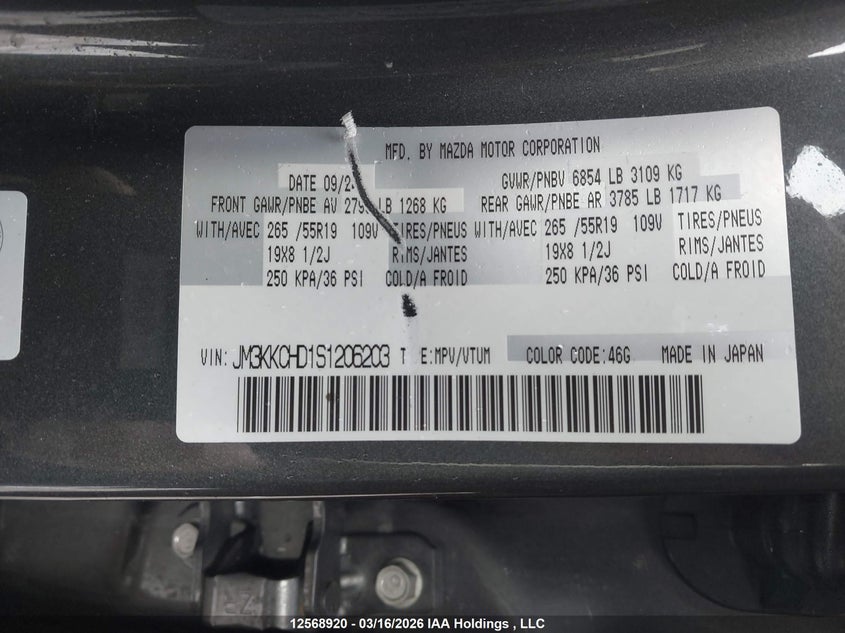 MFD. BY MAZDA MOTOR CORPORATION
DATE 09/2 GVWR/PNBV 6854 LB 3109 KG
FRONT GAWR/PNBE AV 279 LB 1268 KG REAR GAWR/PNBE AR 3785 LB 1717 KG
WITH/AVEC 265 /55R19 109V TIRES/PNEUS WITH/AVEC 265 /55R19 109V TIRES/PNEUS
19X8 1/2J RIMS/JANTES 19X8 1/2J RIMS/JANTES
250 KPA/36 PSI COLD/A FROID 250 KPA/36 PSI COLD/A FROID
VIN: JM3KKCHD1S1206203 T E:MPV/VTUM COLOR CODE:46G MADE IN JAPAN
12568920 - 03/16/2026 IAA Holdings , LLC